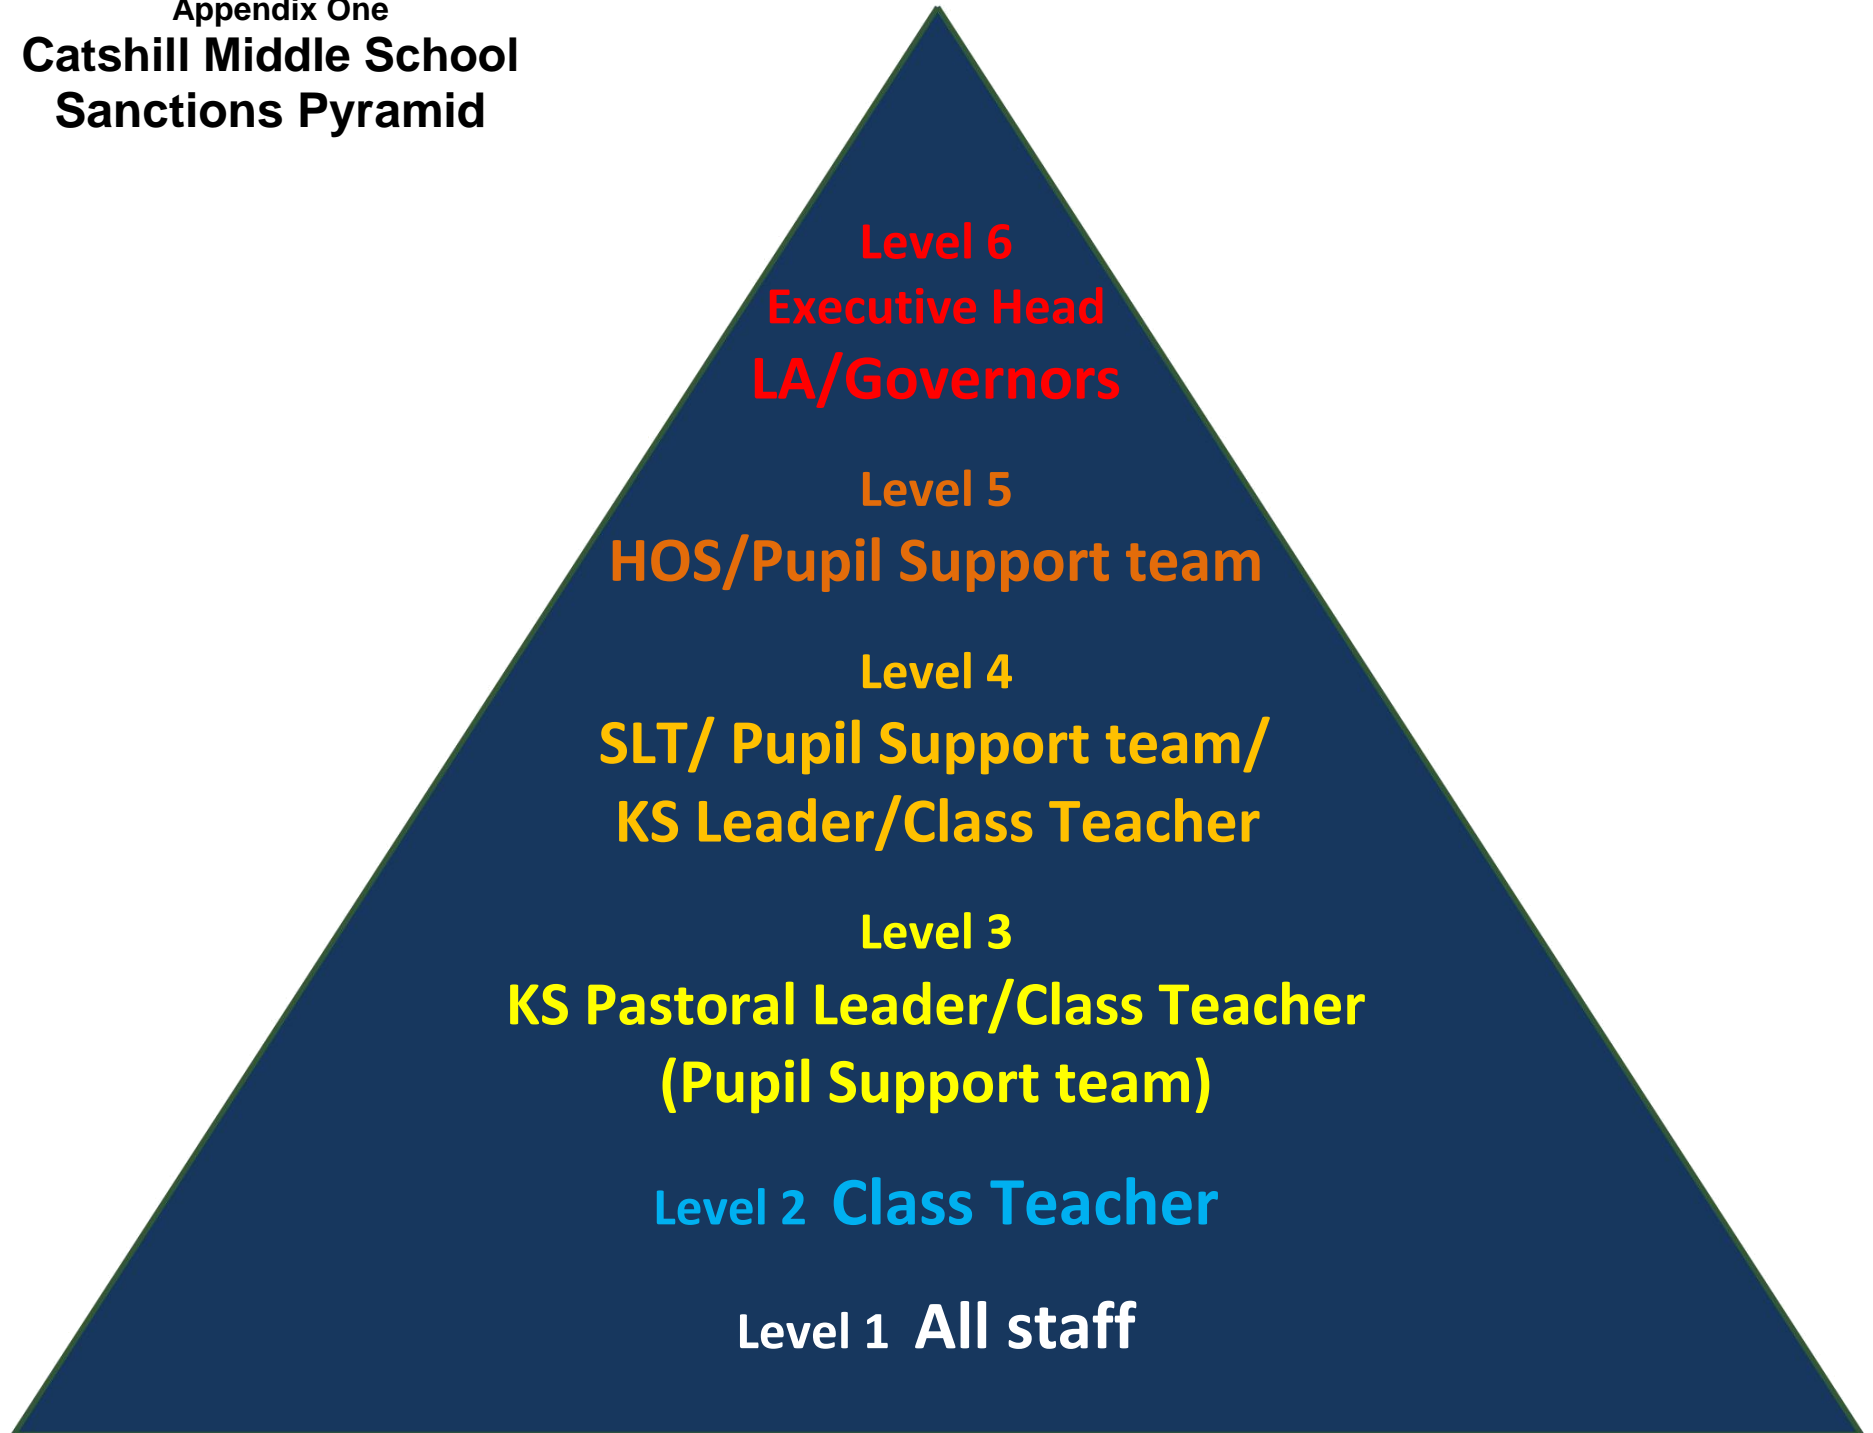 Appendix One
Catshill Middle School
Sanctions Pyramid
Level 6
Executive Head
LA/Governors
Level 5
HOS/Pupil Support team
Level 4
SLT/ Pupil Support team/
KS Leader/Class Teacher
Level 3
KS Pastoral Leader/Class Teacher
(Pupil Support team)
Level 2 Class Teacher
Level 1 All staff